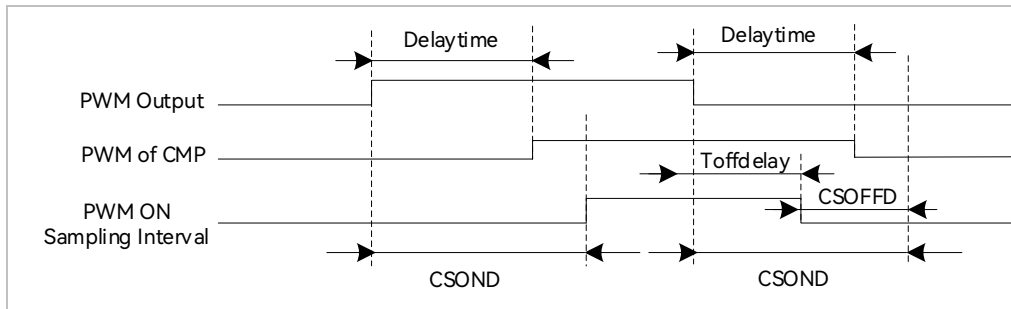 Delaytime
Delaytime
PWM Output
PWM of CMP
Toffdelay
CSOFFD
PWM ON
Sampling Interval
CSOND
CSOND